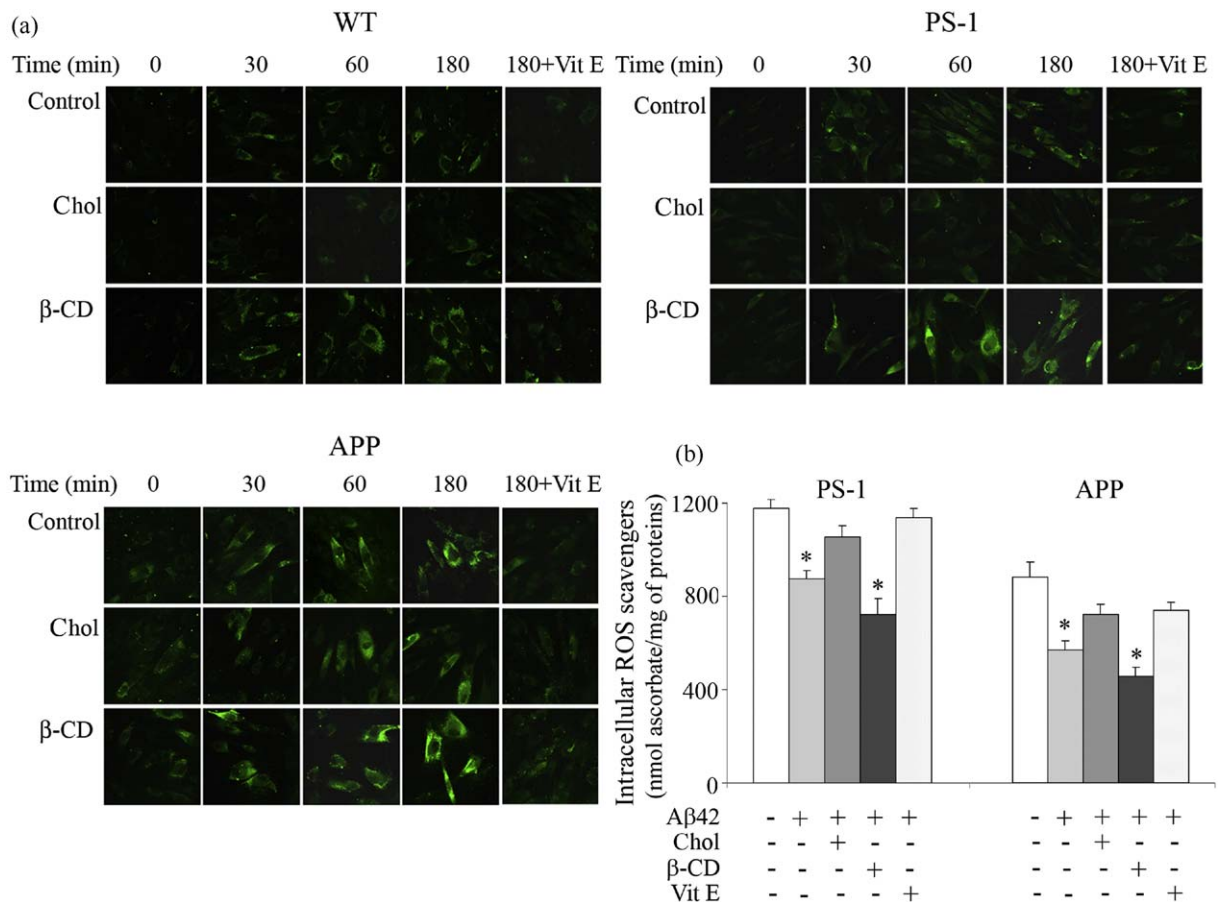 (a)
WT
Time (min) 0 30 60 180 180+Vit E
Control
Chol
β-CD
PS-1
Time (min) 0 30 60 180 180+Vit E
Control
Chol
β-CD
APP
Time (min) 0 30 60 180 180+Vit E
Control
Chol
β-CD
(b)
PS-1 APP
Intracellular ROS scavengers
(nmol ascorbate/mg of proteins)
1200
800
400
0
* * * *
Aβ42 - + + + + - + + + +
Chol - - + - - - - + - -
β-CD - - - + - - - - + -
Vit E - - - - + - - - - +